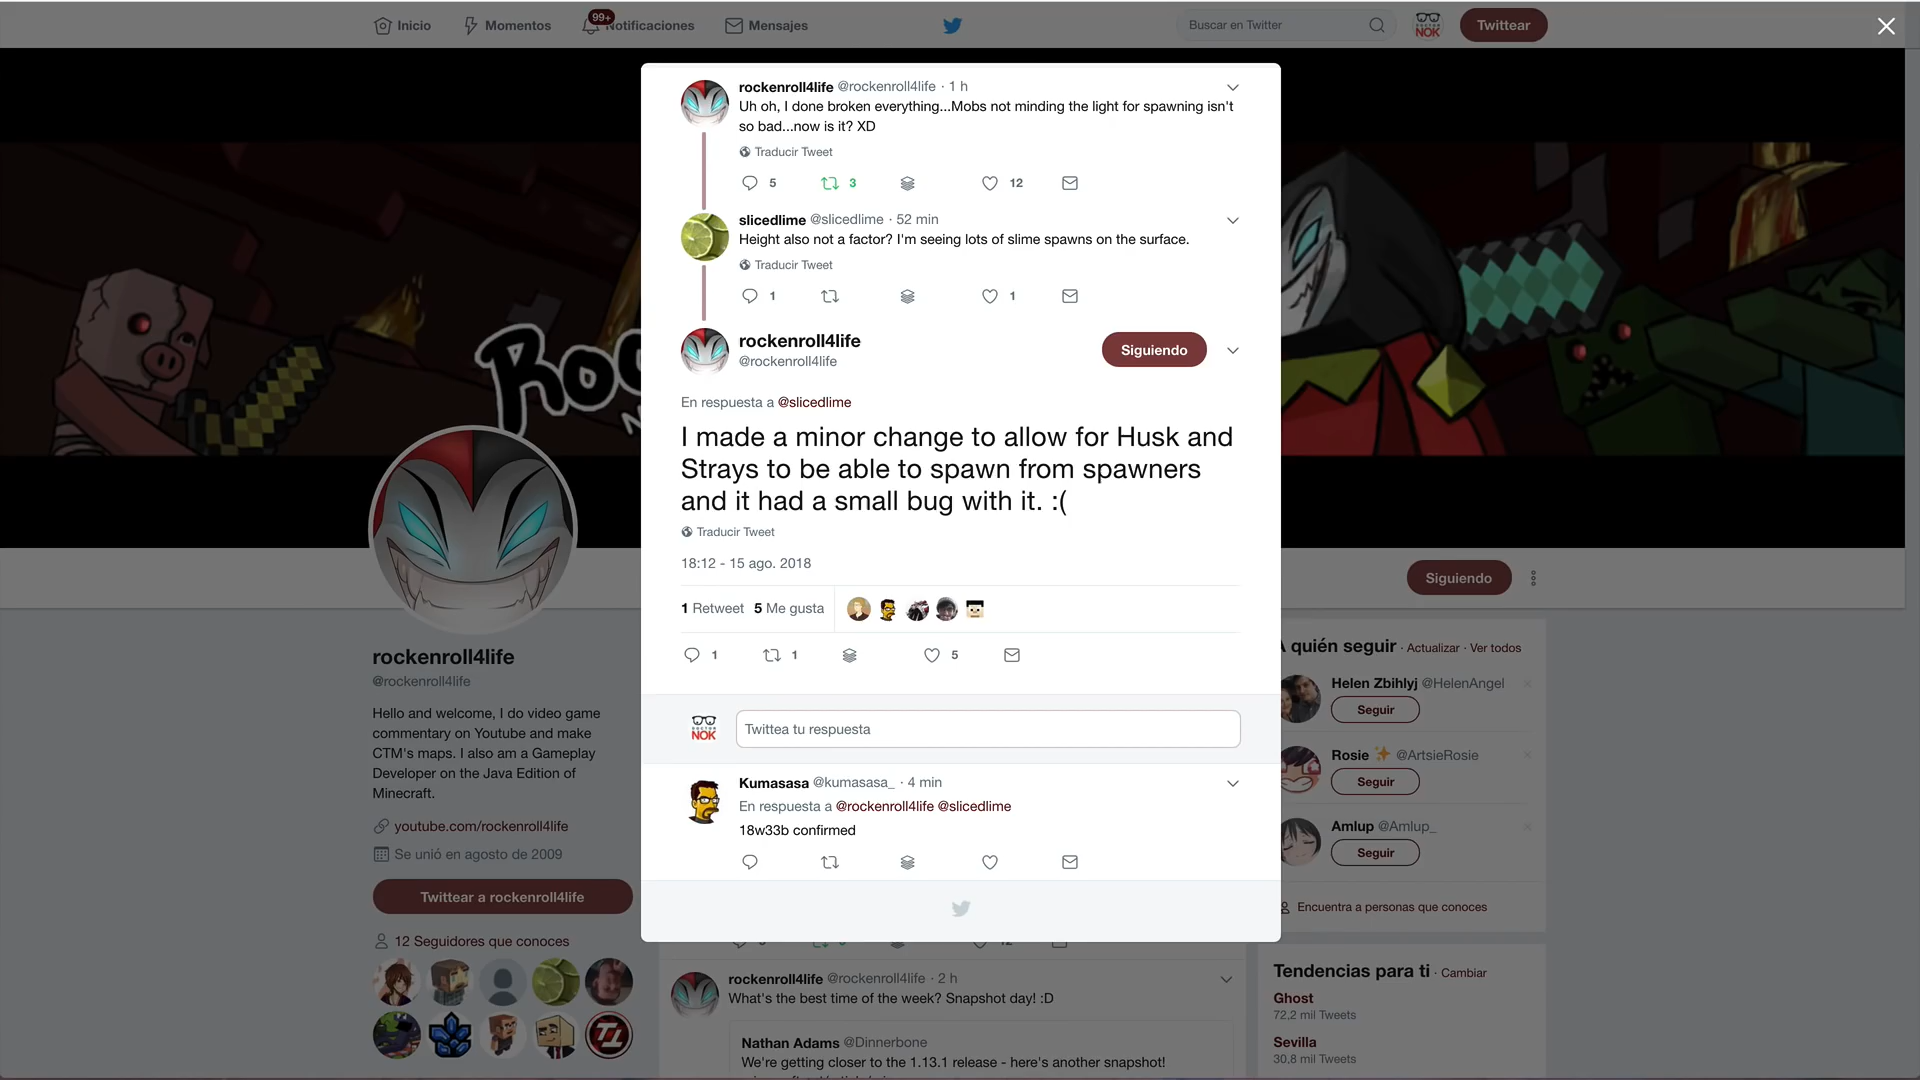 Inicio
Momentos
99+
Notificaciones
Mensajes
Buscar en Twitter
NOK
Twittear
rockenroll4life @rockenroll4life · 1 h
Uh oh, I done broken everything...Mobs not minding the light for spawning isn't
so bad...now is it? XD
Traducir Tweet
5 3 12
slicedlime @slicedlime · 52 min
Height also not a factor? I'm seeing lots of slime spawns on the surface.
Traducir Tweet
1 1
rockenroll4life
@rockenroll4life
Siguiendo
En respuesta a @slicedlime
I made a minor change to allow for Husk and
Strays to be able to spawn from spawners
and it had a small bug with it. :(
Traducir Tweet
18:12 - 15 ago. 2018
1 Retweet 5 Me gusta
1 1 5
DOCTOR
NOK
Twittea tu respuesta
Kumasasa @kumasasa_ · 4 min
En respuesta a @rockenroll4life @slicedlime
18w33b confirmed
rockenroll4life
@rockenroll4life
Hello and welcome, I do video game
commentary on Youtube and make
CTM's maps. I also am a Gameplay
Developer on the Java Edition of
Minecraft.
youtube.com/rockenroll4life
Se unió en agosto de 2009
Twittear a rockenroll4life
12 Seguidores que conoces
rockenroll4life @rockenroll4life · 2 h
What's the best time of the week? Snapshot day! :D
Nathan Adams @Dinnerbone
We're getting closer to the 1.13.1 release - here's another snapshot!
Siguiendo
A quién seguir · Actualizar · Ver todos
Helen Zbihlyj @HelenAngel
Seguir
Rosie ✨ @ArtsieRosie
Seguir
Amlup @Amlup_
Seguir
Encuentra a personas que conoces
Tendencias para ti · Cambiar
Ghost
72,2 mil Tweets
Sevilla
30,8 mil Tweets